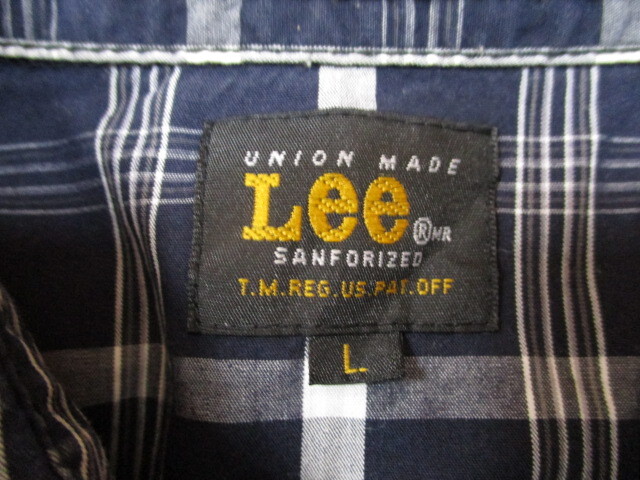 UNION MADE
Lee ® MR
SANFORIZED
T.M.REG.US.PAT.OFF
L